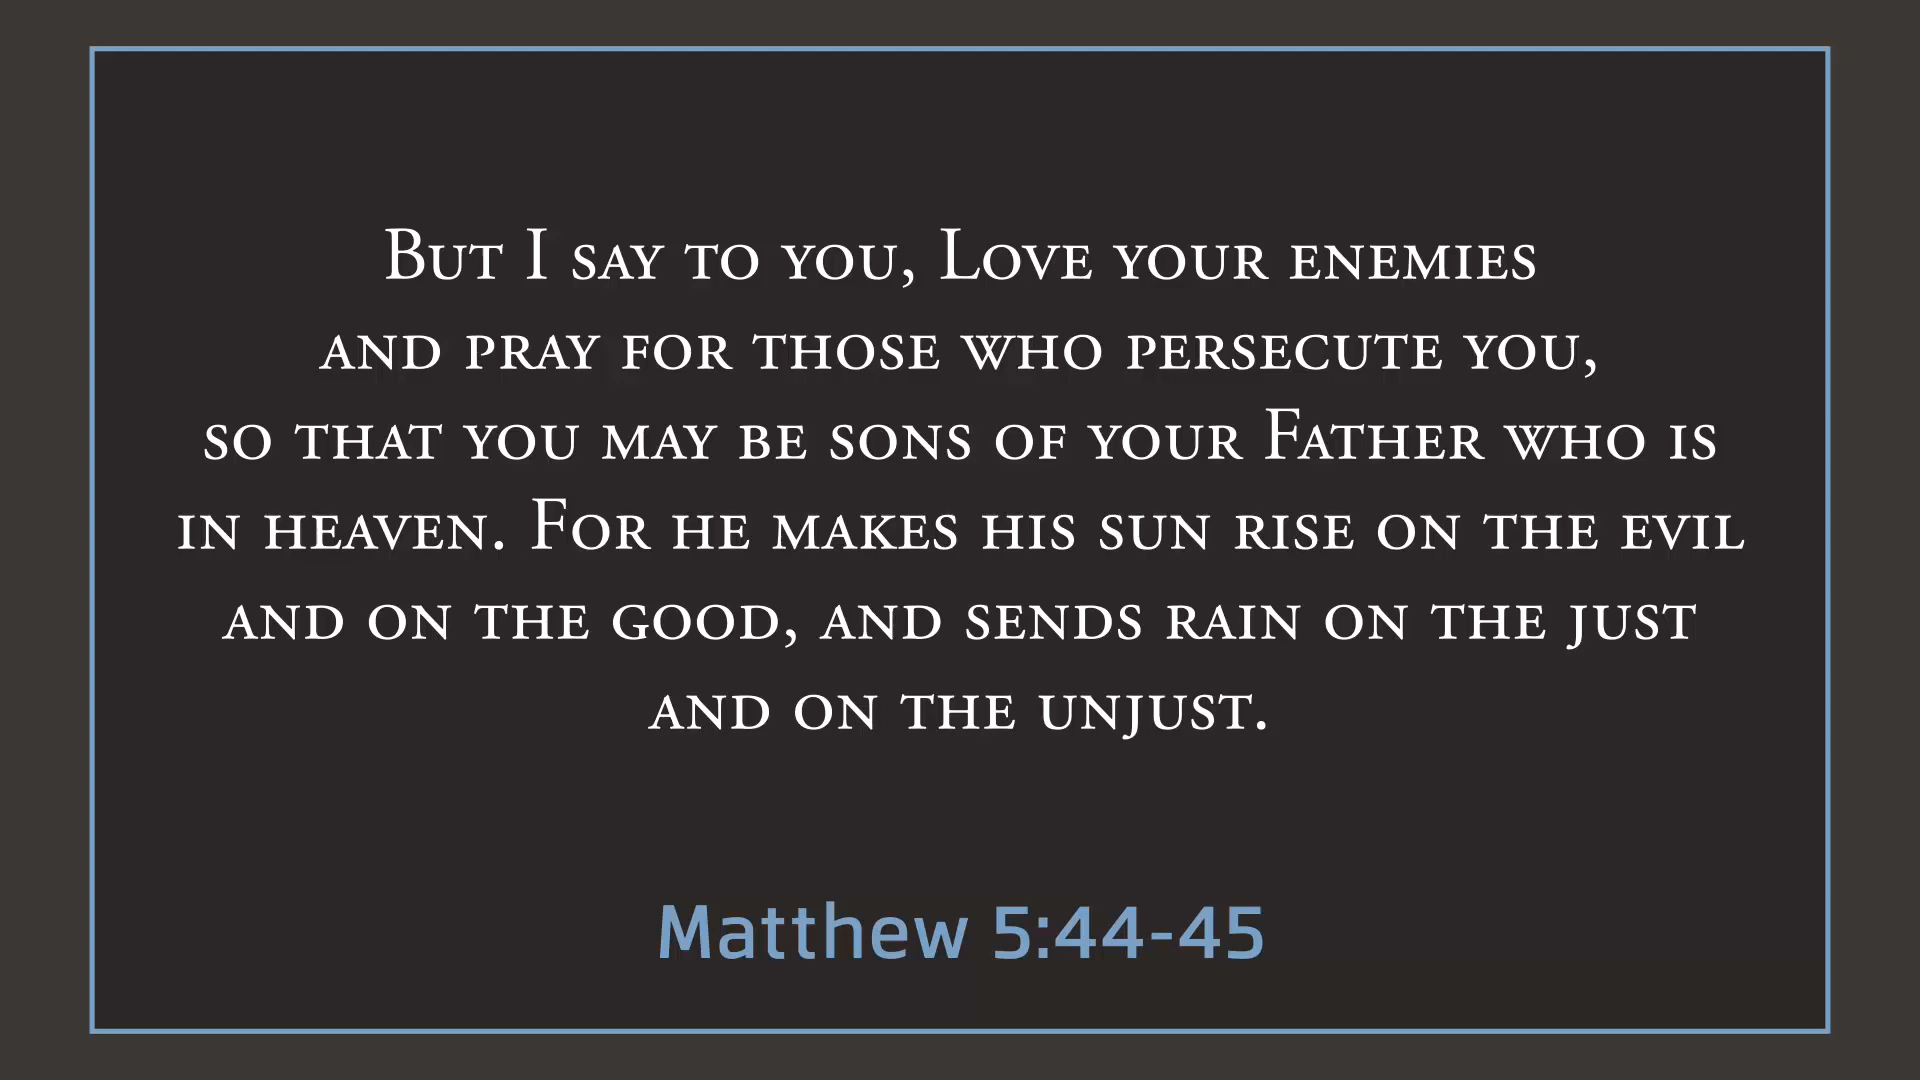 But I say to you, Love your enemies
and pray for those who persecute you,
so that you may be sons of your Father who is
in heaven. For he makes his sun rise on the evil
and on the good, and sends rain on the just
and on the unjust.
Matthew 5:44-45